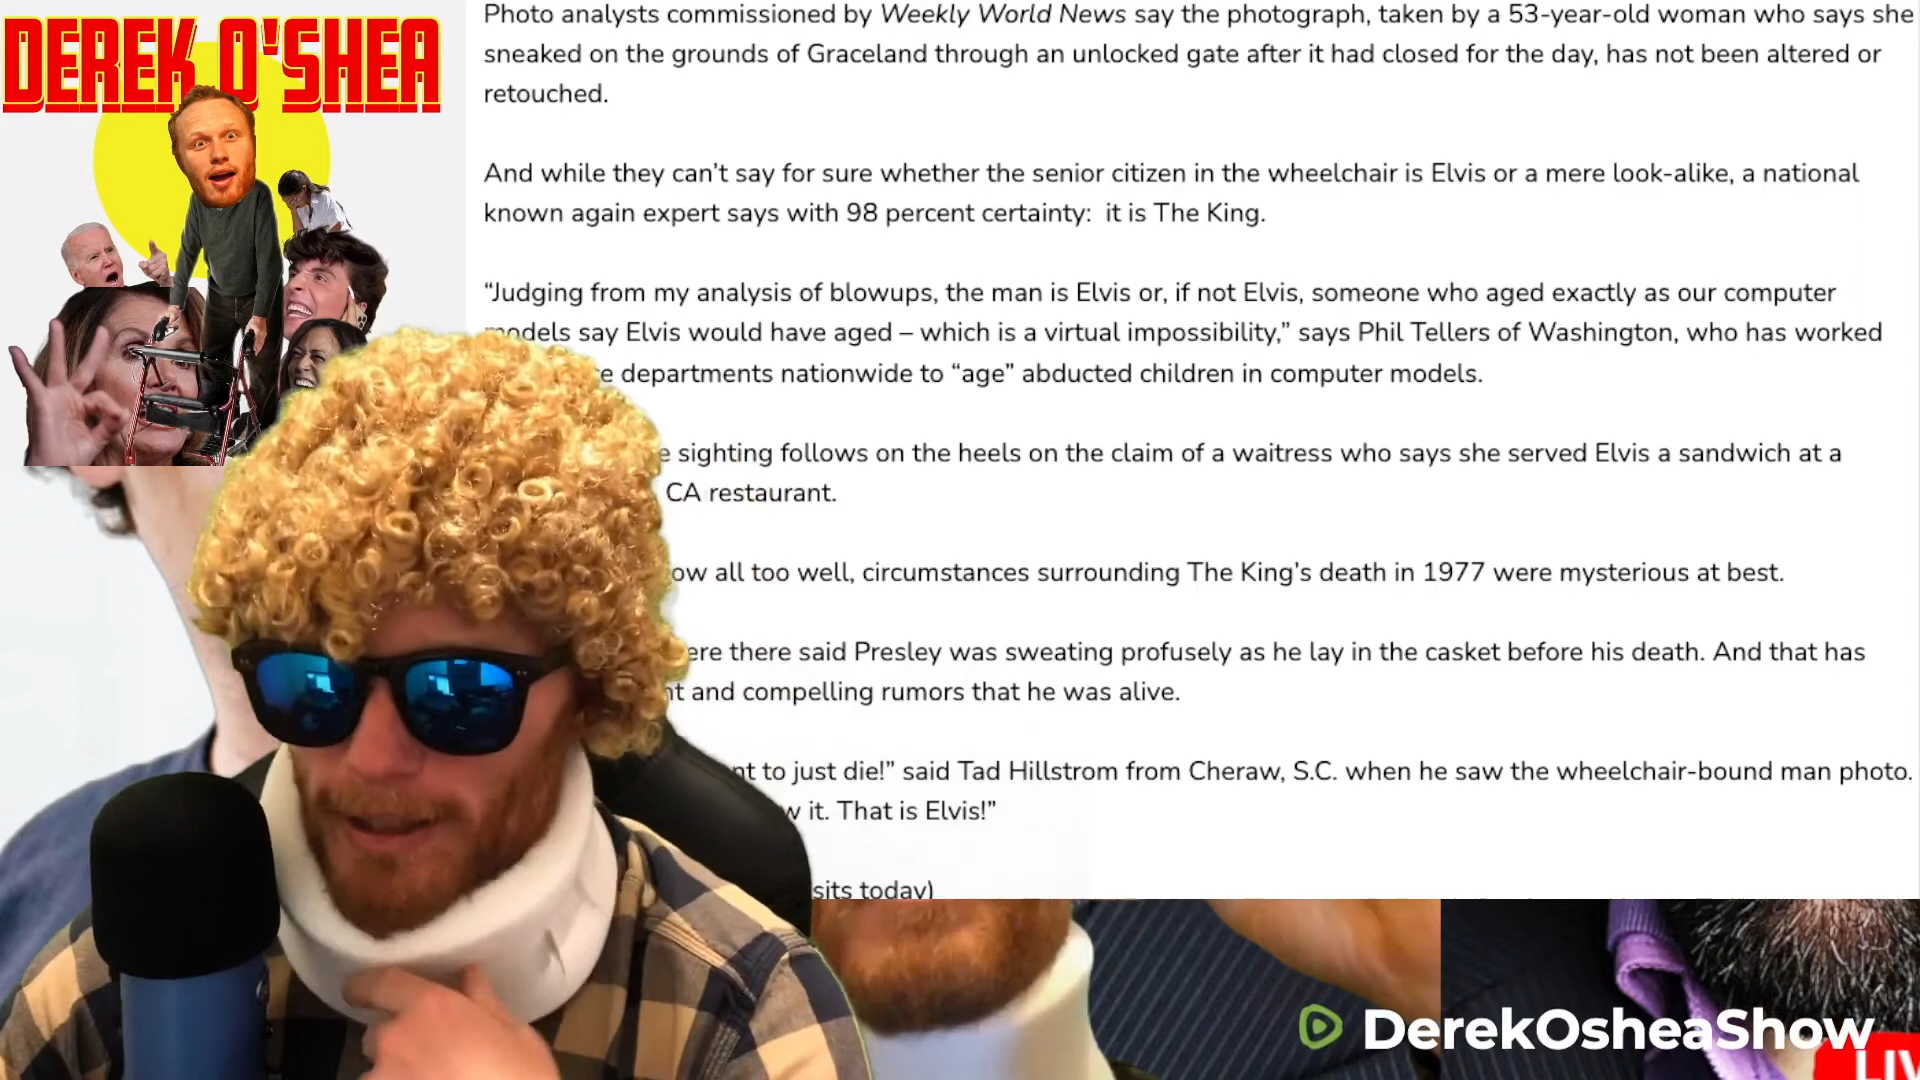 DEREK O'SHEA
Photo analysts commissioned by Weekly World News say the photograph, taken by a 53-year-old woman who says she
sneaked on the grounds of Graceland through an unlocked gate after it had closed for the day, has not been altered or
retouched.
And while they can’t say for sure whether the senior citizen in the wheelchair is Elvis or a mere look-alike, a national
known again expert says with 98 percent certainty:  it is The King.
“Judging from my analysis of blowups, the man is Elvis or, if not Elvis, someone who aged exactly as our computer
models say Elvis would have aged – which is a virtual impossibility,” says Phil Tellers of Washington, who has worked
departments nationwide to “age” abducted children in computer models.
sighting follows on the heels on the claim of a waitress who says she served Elvis a sandwich at a
CA restaurant.
all too well, circumstances surrounding The King’s death in 1977 were mysterious at best.
there said Presley was sweating profusely as he lay in the casket before his death. And that has
and compelling rumors that he was alive.
to just die!” said Tad Hillstrom from Cheraw, S.C. when he saw the wheelchair-bound man photo.
it. That is Elvis!”
sits today)
DerekOsheaShow